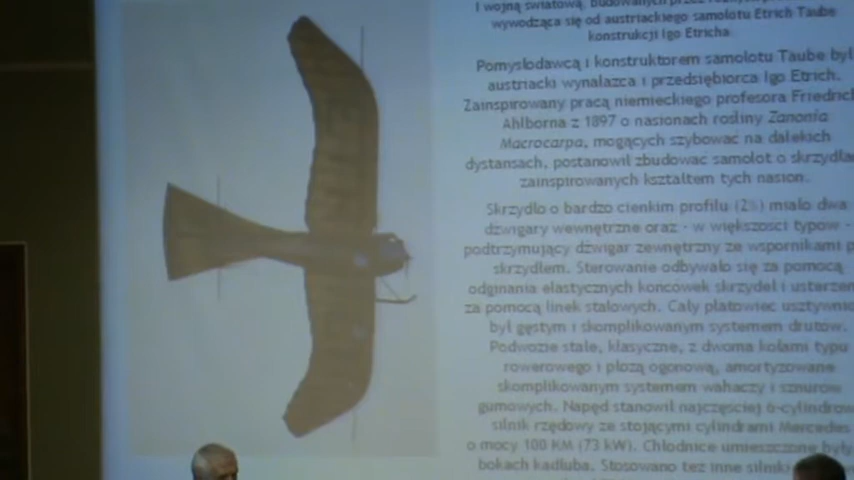 I wojną światową, budowanych przez
wywodząca się od austriackiego samolotu Etrich Taube
konstrukcji Igo Etricha
Pomysłodawcą i konstruktorem samolotu Taube był
austriacki wynalazca i przedsiębiorca Igo Etrich.
Zainspirowany pracą niemieckiego profesora Friedrich
Ahlborna z 1897 o nasionach rośliny Zanonia
Macrocarpa, mogących szybować na dalekich
dystansach, postanowił zbudować samolot o skrzydła
zainspirowanych kształtem tych nasion.
Skrzydło o bardzo cienkim profilu (2%) miało dwa
dźwigary wewnętrzne oraz - w większości typów -
podtrzymujący dźwigar zewnętrzny ze wspornikami p
skrzydłem. Sterowanie odbywało się za pomocą
odginania elastycznych końcówek skrzydeł i usterzen
za pomocą linek stalowych. Cały płatowiec usztywnio
był gęstym i skomplikowanym systemem drutów.
Podwozie stałe, klasyczne, z dwoma kołami typu
rowerowego i płozą ogonową, amortyzowane
skomplikowanym systemem wahaczy i sznurów
gumowych. Napęd stanowił najczęściej 6-cylindrow
silnik rzędowy ze stojącymi cylindrami Mercedes
o mocy 100 KM (73 kW). Chłodnice umieszczone były
bokach kadłuba. Stosowano też inne silniki